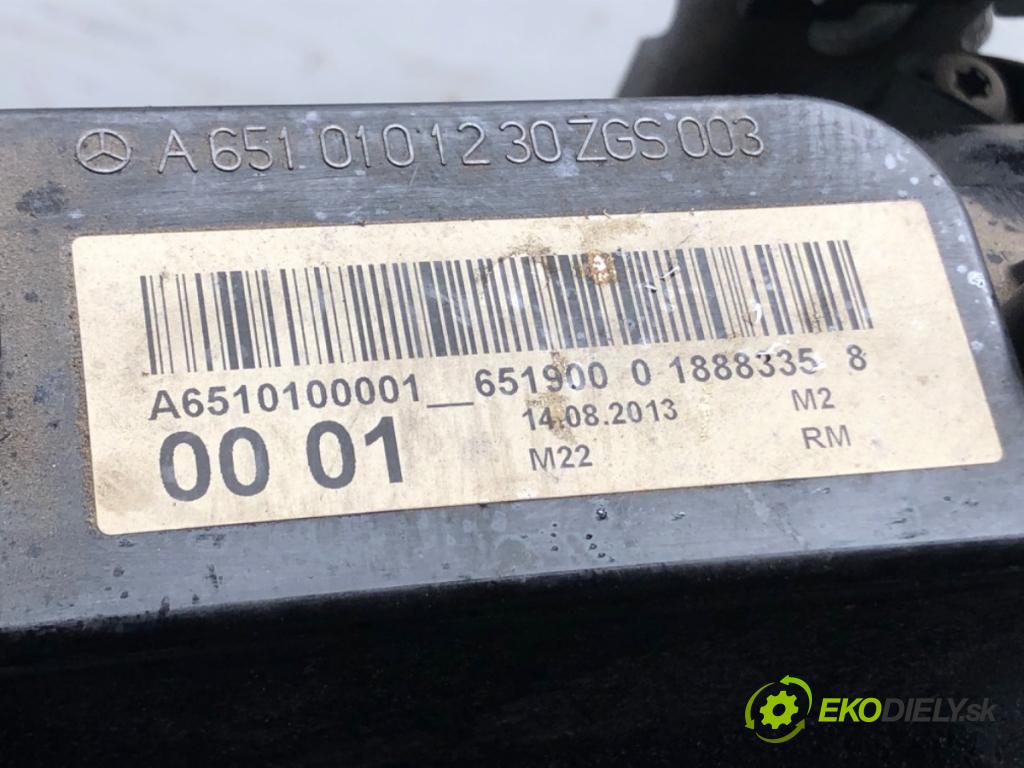 A 651 010 12 30 ZGS 003
A6510100001__651900 0 1888335 8
00 01 14.08.2013 M2
M22 RM
EKODIELY.sk